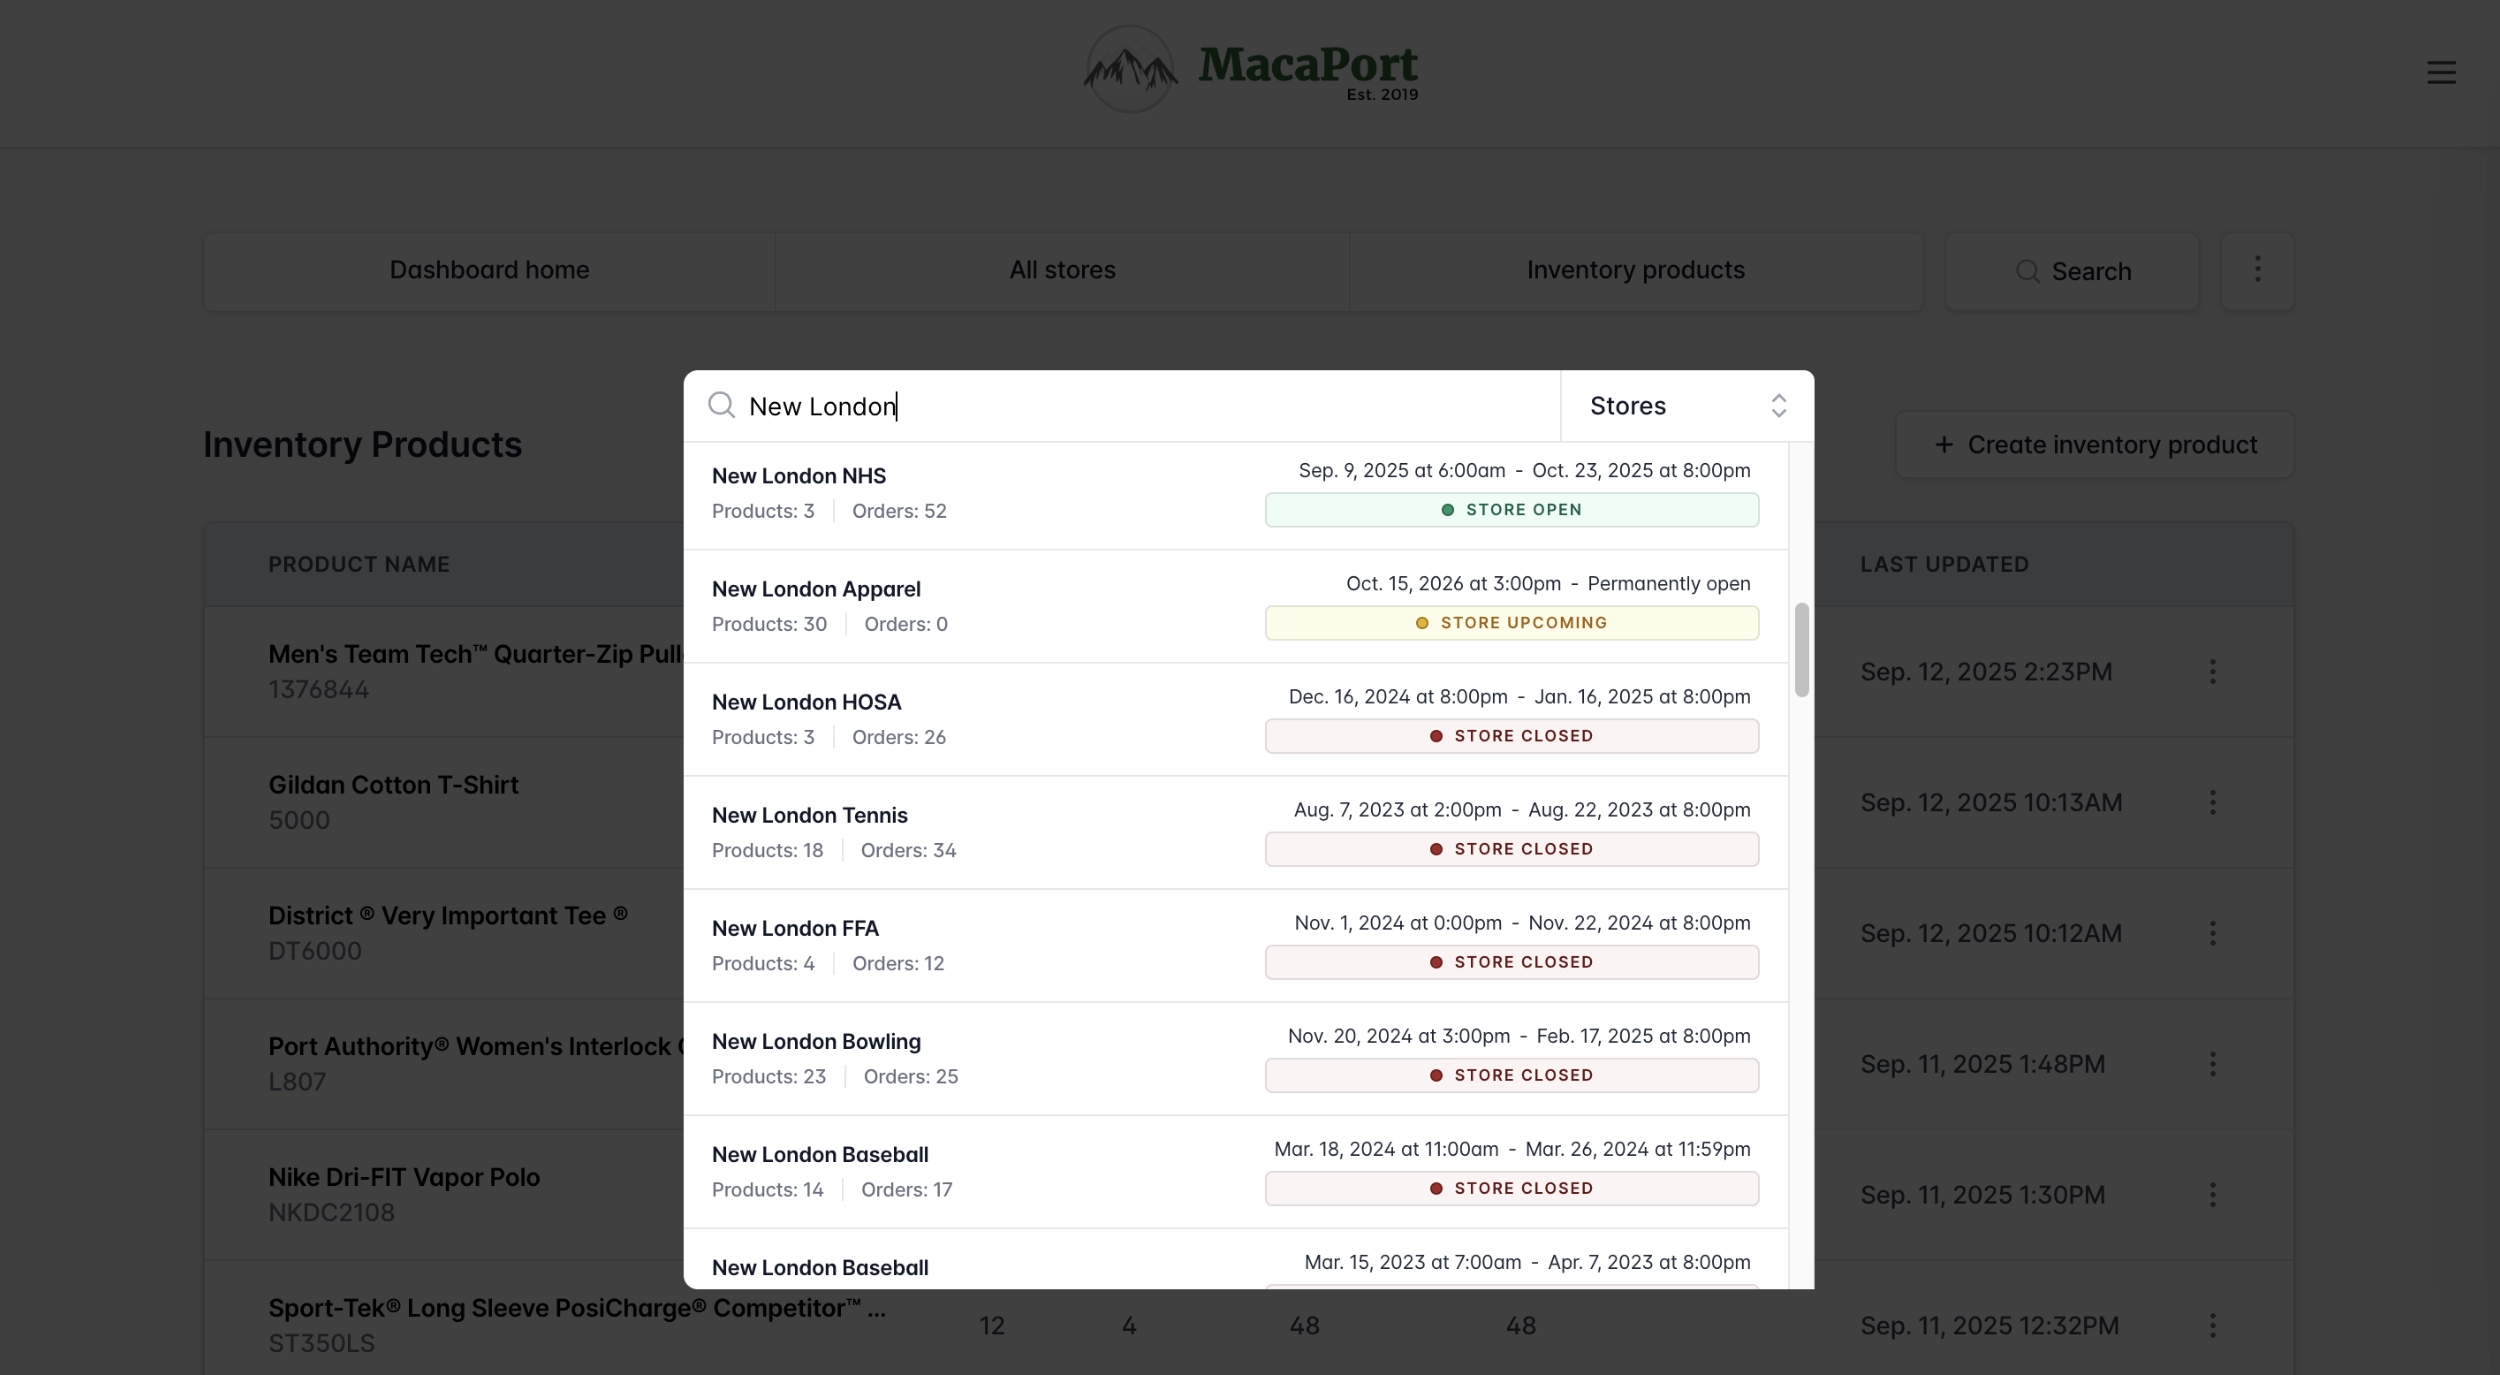 MacaPort
Est. 2019
Dashboard home
All stores
Inventory products
Search
New London
Stores
Inventory Products
+ Create inventory product
PRODUCT NAME
LAST UPDATED
Men's Team Tech™ Quarter-Zip Pull
1376844
Sep. 12, 2025 2:23PM
Gildan Cotton T-Shirt
5000
Sep. 12, 2025 10:13AM
District ® Very Important Tee ®
DT6000
Sep. 12, 2025 10:12AM
Port Authority® Women's Interlock
L807
Sep. 11, 2025 1:48PM
Nike Dri-FIT Vapor Polo
NKDC2108
Sep. 11, 2025 1:30PM
Sport-Tek® Long Sleeve PosiCharge® Competitor™ ...
ST350LS
12
4
48
48
Sep. 11, 2025 12:32PM
New London NHS
Products: 3
Orders: 52
Sep. 9, 2025 at 6:00am - Oct. 23, 2025 at 8:00pm
STORE OPEN
New London Apparel
Products: 30
Orders: 0
Oct. 15, 2026 at 3:00pm - Permanently open
STORE UPCOMING
New London HOSA
Products: 3
Orders: 26
Dec. 16, 2024 at 8:00pm - Jan. 16, 2025 at 8:00pm
STORE CLOSED
New London Tennis
Products: 18
Orders: 34
Aug. 7, 2023 at 2:00pm - Aug. 22, 2023 at 8:00pm
STORE CLOSED
New London FFA
Products: 4
Orders: 12
Nov. 1, 2024 at 0:00pm - Nov. 22, 2024 at 8:00pm
STORE CLOSED
New London Bowling
Products: 23
Orders: 25
Nov. 20, 2024 at 3:00pm - Feb. 17, 2025 at 8:00pm
STORE CLOSED
New London Baseball
Products: 14
Orders: 17
Mar. 18, 2024 at 11:00am - Mar. 26, 2024 at 11:59pm
STORE CLOSED
New London Baseball
Mar. 15, 2023 at 7:00am - Apr. 7, 2023 at 8:00pm